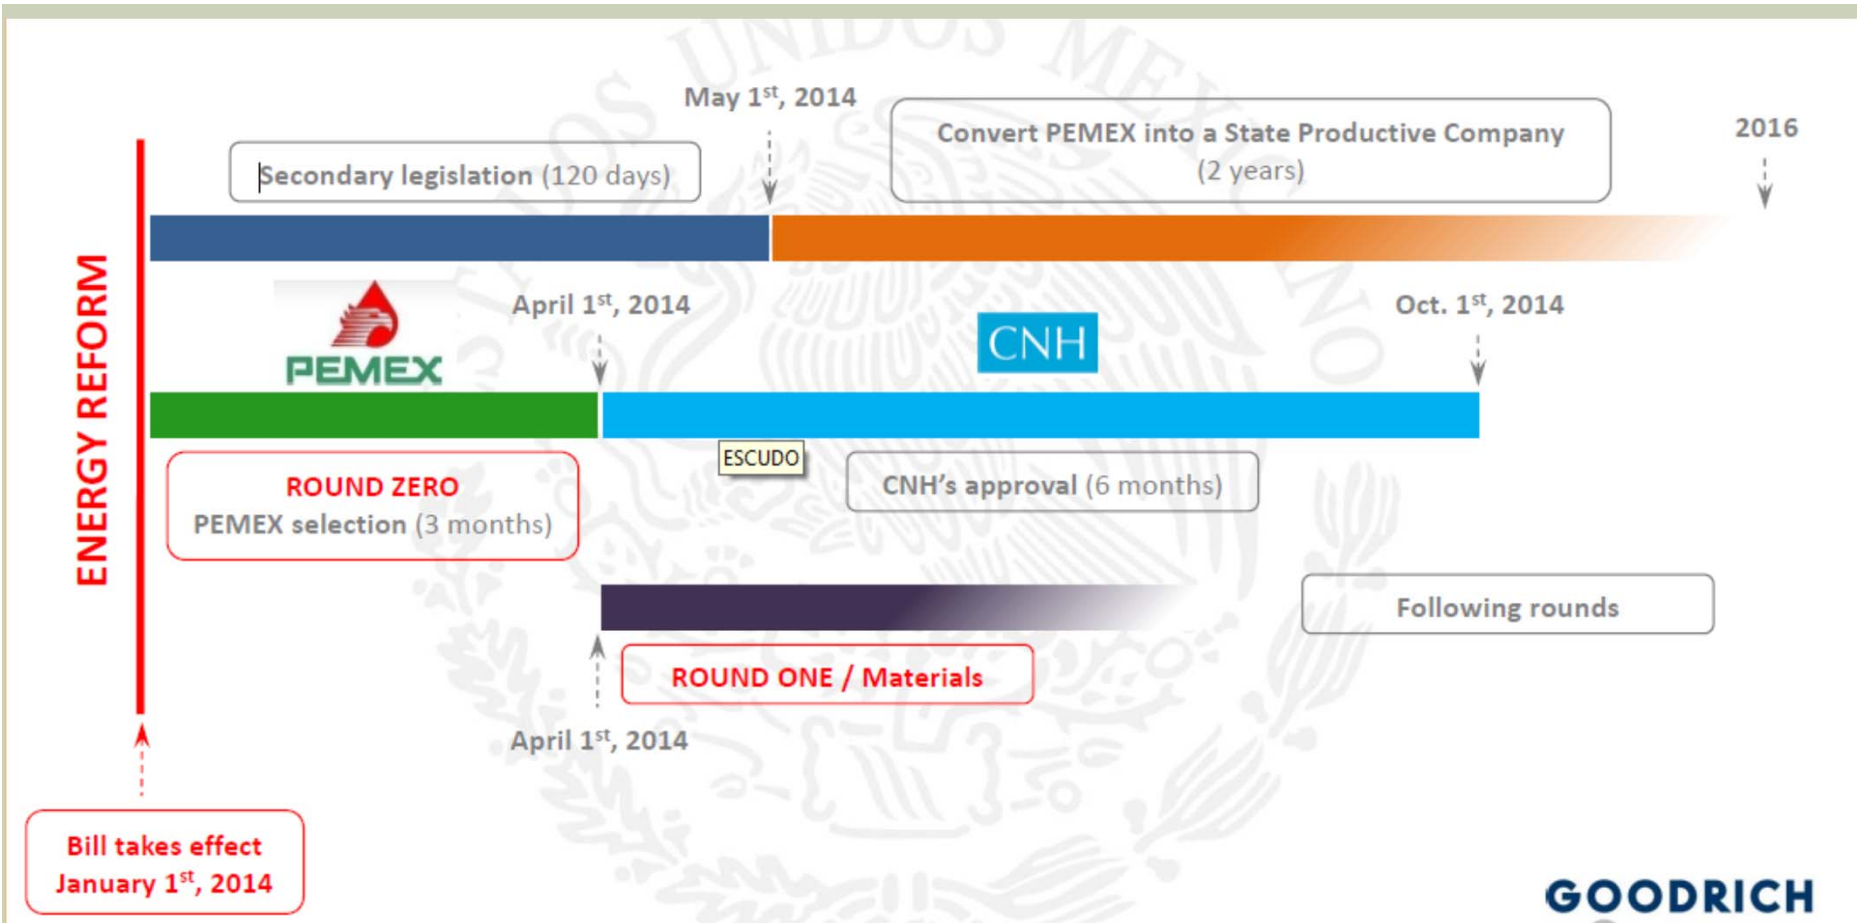 UNIDOS MEXICANOS
May 1st, 2014
Convert PEMEX into a State Productive Company
(2 years)
2016
Secondary legislation (120 days)
ENERGY REFORM
PEMEX
April 1st, 2014
CNH
Oct. 1st, 2014
ESCUDO
ROUND ZERO
PEMEX selection (3 months)
CNH's approval (6 months)
Following rounds
ROUND ONE / Materials
April 1st, 2014
Bill takes effect
January 1st, 2014
GOODRICH